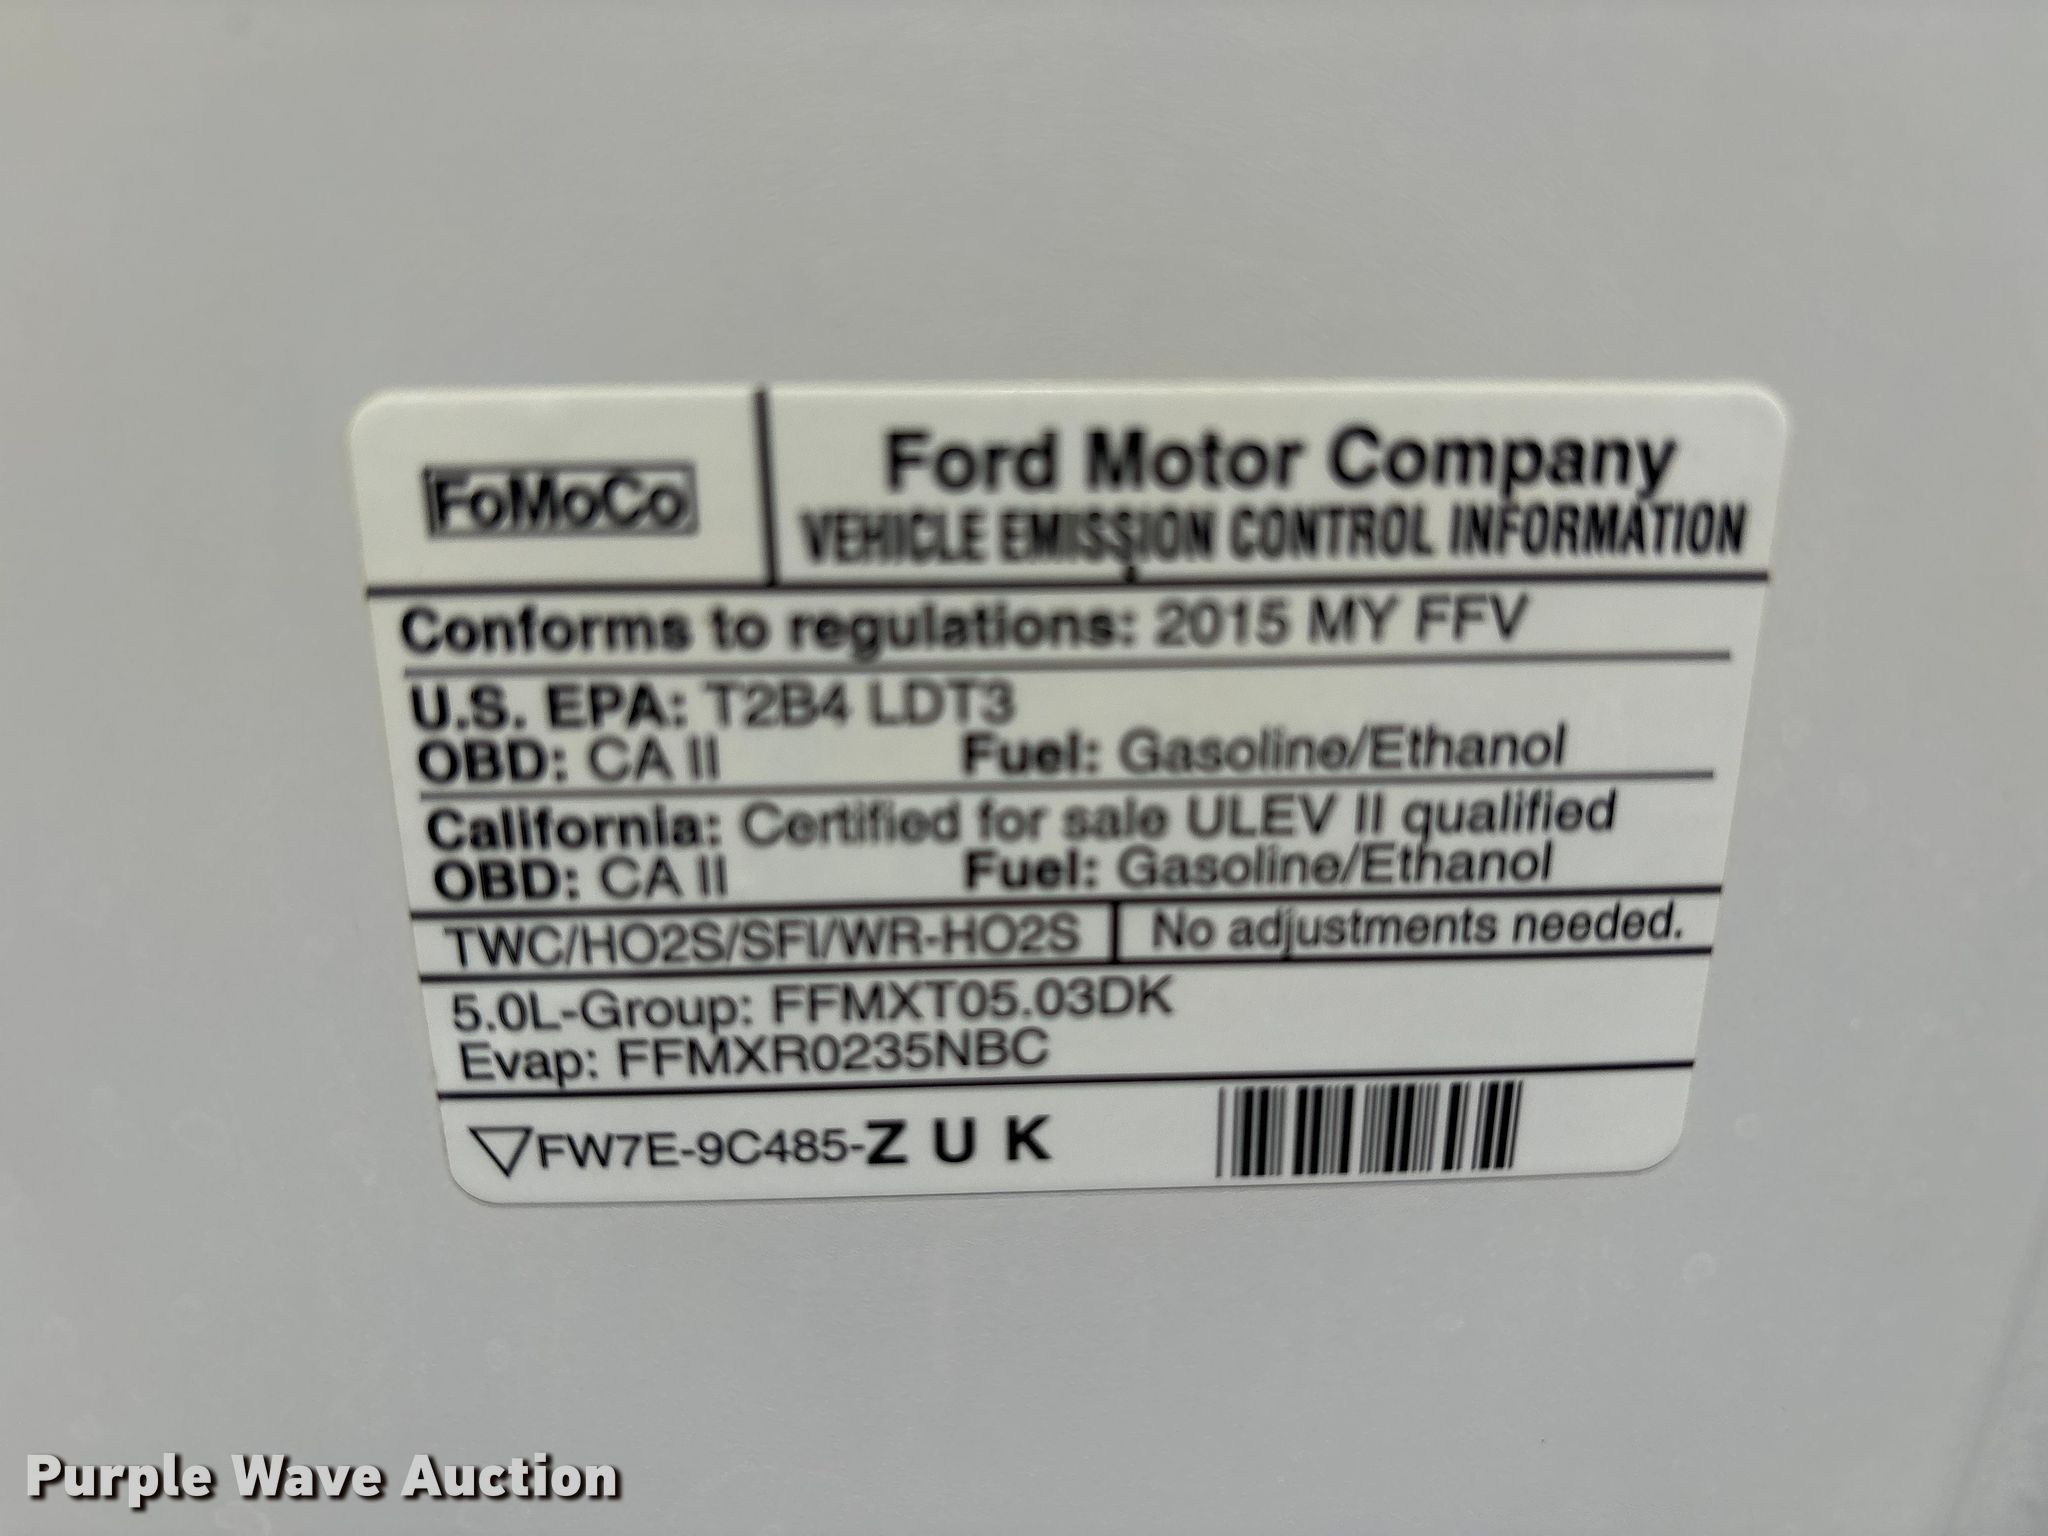 FoMoCo
Ford Motor Company
VEHICLE EMISSION CONTROL INFORMATION
Conforms to regulations: 2015 MY FFV
U.S. EPA: T2B4 LDT3
OBD: CA II Fuel: Gasoline/Ethanol
California: Certified for sale ULEV II qualified
OBD: CA II Fuel: Gasoline/Ethanol
TWC/HO2S/SFI/WR-HO2S No adjustments needed.
5.0L-Group: FFMXT05.03DK
Evap: FFMXR0235NBC
FW7E-9C485-Z U K
Purple Wave Auction